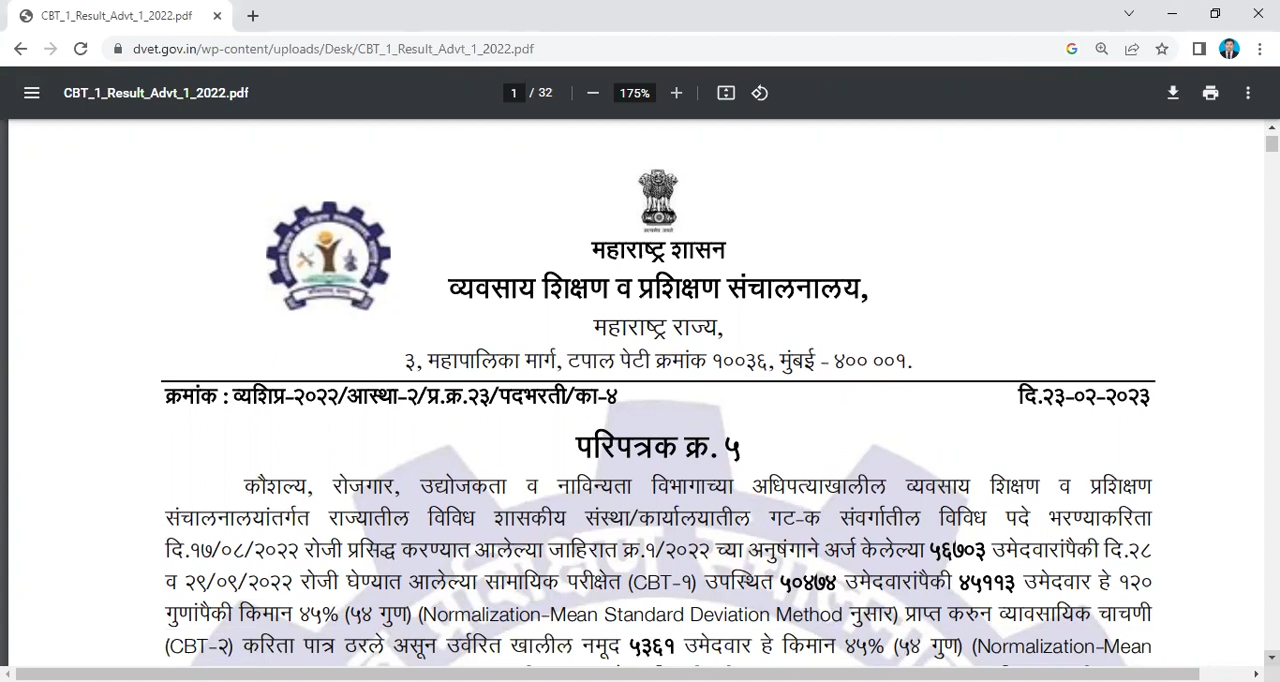 CBT_1_Result_Advt_1_2022.pdf
dvet.gov.in/wp-content/uploads/Desk/CBT_1_Result_Advt_1_2022.pdf
CBT_1_Result_Advt_1_2022.pdf
1 / 32
175%
महाराष्ट्र शासन
व्यवसाय शिक्षण व प्रशिक्षण संचालनालय,
महाराष्ट्र राज्य,
३, महापालिका मार्ग, टपाल पेटी क्रमांक १००३६, मुंबई - ४०० ००१.
क्रमांक : व्यशिप्र-२०२२/आस्था-२/प्र.क्र.२३/पदभरती/का-४ दि.२३-०२-२०२३
परिपत्रक क्र. ५
कौशल्य, रोजगार, उद्योजकता व नाविन्यता विभागाच्या अधिपत्याखालील व्यवसाय शिक्षण व प्रशिक्षण
संचालनालयांतर्गत राज्यातील विविध शासकीय संस्था/कार्यालयातील गट-क संवर्गातील विविध पदे भरण्याकरिता
दि.१७/०८/२०२२ रोजी प्रसिद्ध करण्यात आलेल्या जाहिरात क्र.१/२०२२ च्या अनुषंगाने अर्ज केलेल्या ५६७०३ उमेदवारांपैकी दि.२८
व २९/०९/२०२२ रोजी घेण्यात आलेल्या सामायिक परीक्षेत (CBT-१) उपस्थित ५०४७४ उमेदवारांपैकी ४५११३ उमेदवार हे १२०
गुणांपैकी किमान ४५% (५४ गुण) (Normalization-Mean Standard Deviation Method नुसार) प्राप्त करुन व्यावसायिक चाचणी
(CBT-२) करिता पात्र ठरले असून उर्वरित खालील नमूद ५३६१ उमेदवार हे किमान ४५% (५४ गुण) (Normalization-Mean